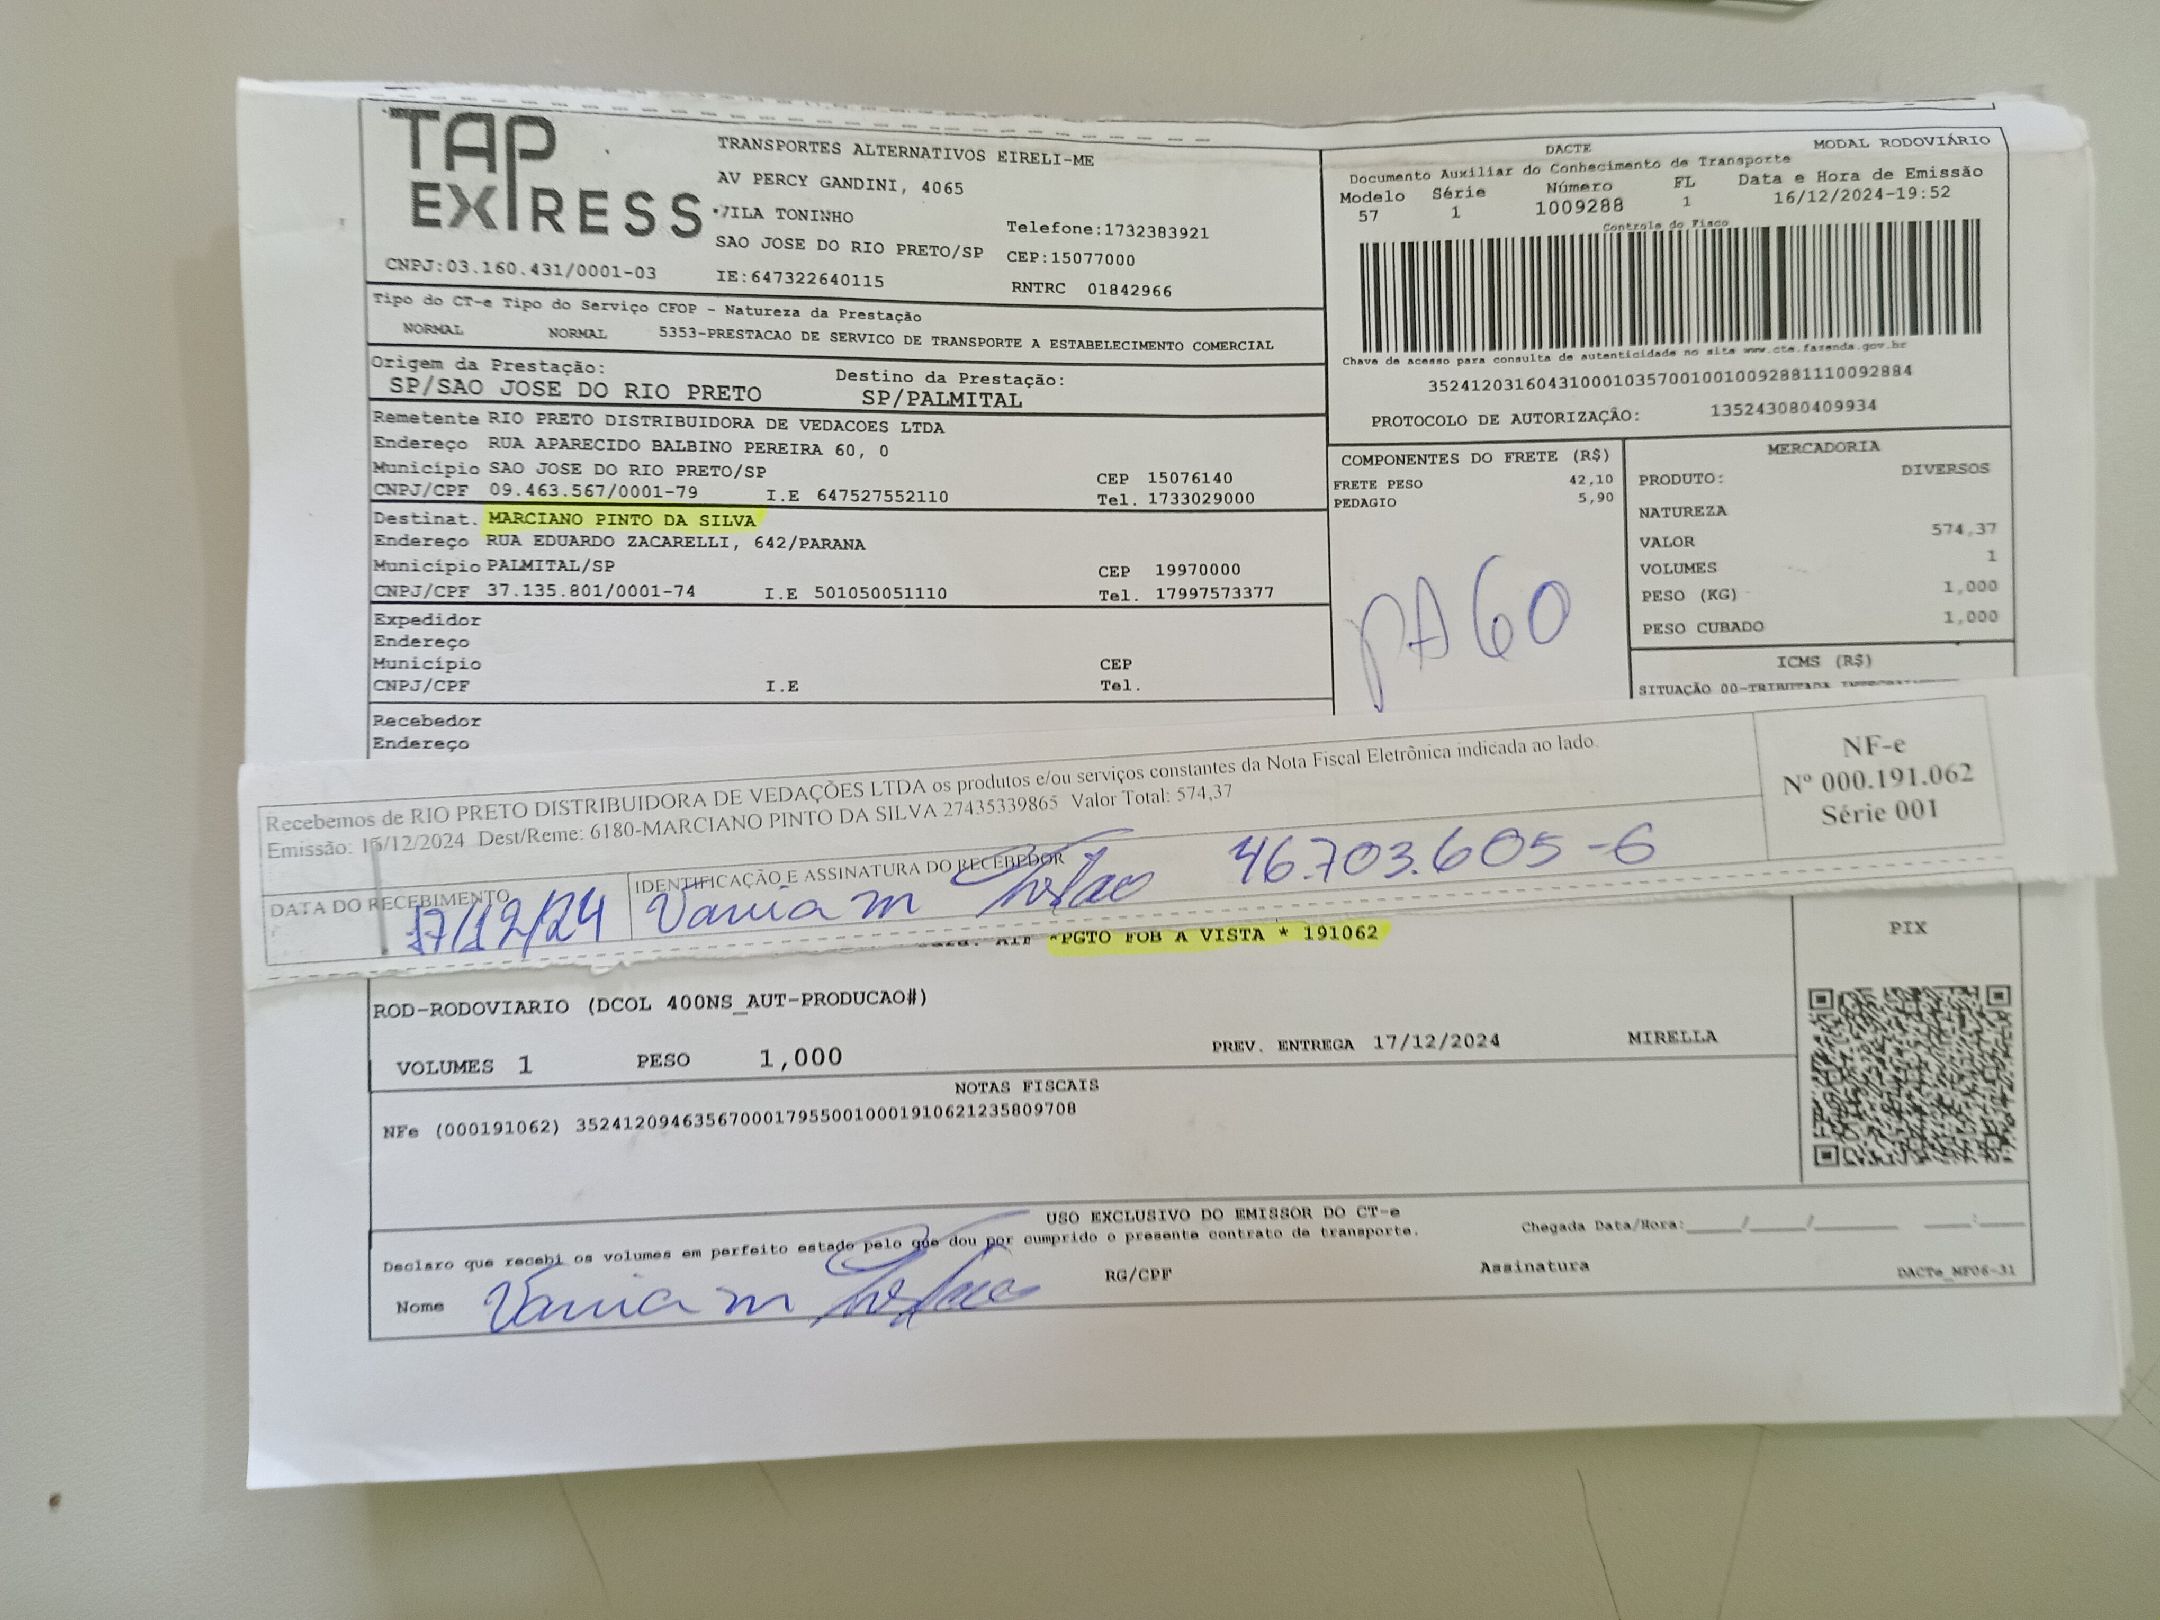 TAP EXPRESS
CNPJ:03.160.431/0001-03
TRANSPORTES ALTERNATIVOS EIRELI-ME
AV PERCY GANDINI, 4065
VILA TONINHO
SAO JOSE DO RIO PRETO/SP
IE:647322640115
Telefone:1732383921
CEP:15077000
RNTRC 01842966
DACTE MODAL RODOVIÁRIO
Documento Auxiliar do Conhecimento de Transporte
Modelo Série Número FL Data e Hora de Emissão
57 1 1009288 1 16/12/2024-19:52
Controle do Fisco
Chave de acesso para consulta de autenticidade no site www.cte.fazenda.gov.br
35241203160431000103570010010092881110092884
PROTOCOLO DE AUTORIZAÇÃO: 135243080409934
Tipo do CT-e Tipo do Serviço CFOP - Natureza da Prestação
NORMAL NORMAL 5353-PRESTACAO DE SERVICO DE TRANSPORTE A ESTABELECIMENTO COMERCIAL
Origem da Prestação: Destino da Prestação:
SP/SAO JOSE DO RIO PRETO SP/PALMITAL
Remetente RIO PRETO DISTRIBUIDORA DE VEDACOES LTDA
Endereço RUA APARECIDO BALBINO PEREIRA 60, 0
Município SAO JOSE DO RIO PRETO/SP CEP 15076140
CNPJ/CPF 09.463.567/0001-79 I.E 647527552110 Tel. 1733029000
Destinat. MARCIANO PINTO DA SILVA
Endereço RUA EDUARDO ZACARELLI, 642/PARANA
Município PALMITAL/SP CEP 19970000
CNPJ/CPF 37.135.801/0001-74 I.E 501050051110 Tel. 17997573377
Expedidor
Endereço
Município CEP
CNPJ/CPF I.E Tel.
Recebedor
Endereço
COMPONENTES DO FRETE (R$)
FRETE PESO 42,10
PEDAGIO 5,90
PAGO
MERCADORIA
PRODUTO: DIVERSOS
NATUREZA
VALOR 574,37
VOLUMES 1
PESO (KG) 1,000
PESO CUBADO 1,000
ICMS (R$)
SITUAÇÃO 00-TRIBUTADA
Recebemos de RIO PRETO DISTRIBUIDORA DE VEDAÇÕES LTDA os produtos e/ou serviços constantes da Nota Fiscal Eletrônica indicada ao lado.
Emissão: 16/12/2024 Dest/Reme: 6180-MARCIANO PINTO DA SILVA 27435339865 Valor Total: 574,37
NF-e
Nº 000.191.062
Série 001
DATA DO RECEBIMENTO IDENTIFICAÇÃO E ASSINATURA DO RECEBEDOR
17/12/24 Vania m 46.703.605-6
*PGTO FOB A VISTA * 191062
PIX
ROD-RODOVIARIO (DCOL 400NS_AUT-PRODUCAO#)
VOLUMES 1 PESO 1,000 PREV. ENTREGA 17/12/2024 MIRELLA
NOTAS FISCAIS
NFe (000191062) 35241209463567000179550010001910621235809708
USO EXCLUSIVO DO EMISSOR DO CT-e
Declaro que recebi os volumes em perfeito estado pelo que dou por cumprido o presente contrato de transporte.
Chegada Data/Hora:____/____/______ ____:____
Nome Vania m RG/CPF Assinatura DACTe_MF06-31